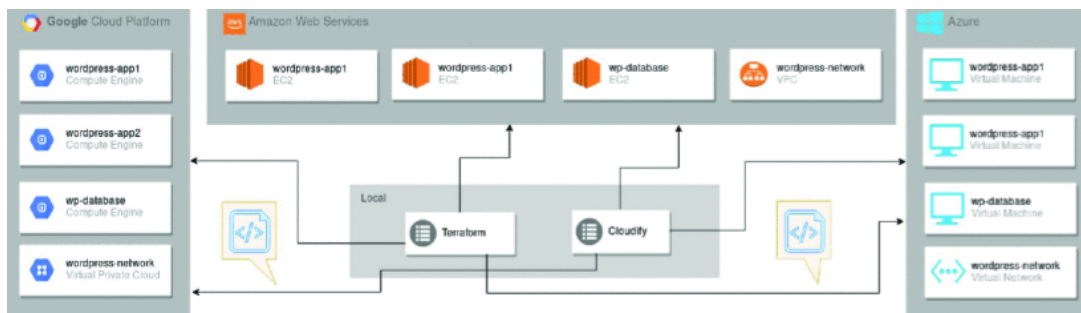 Google Cloud Platform
wordpress-app1
Compute Engine
wordpress-app2
Compute Engine
wp-database
Compute Engine
wordpress-network
Virtual Private Cloud
aws
Amazon Web Services
wordpress-app1
EC2
wordpress-app1
EC2
wp-database
EC2
wordpress-network
VPC
Local
Terraform
Cloudify
Azure
wordpress-app1
Virtual Machine
wordpress-app1
Virtual Machine
wp-database
Virtual Machine
wordpress-network
Virtual Network